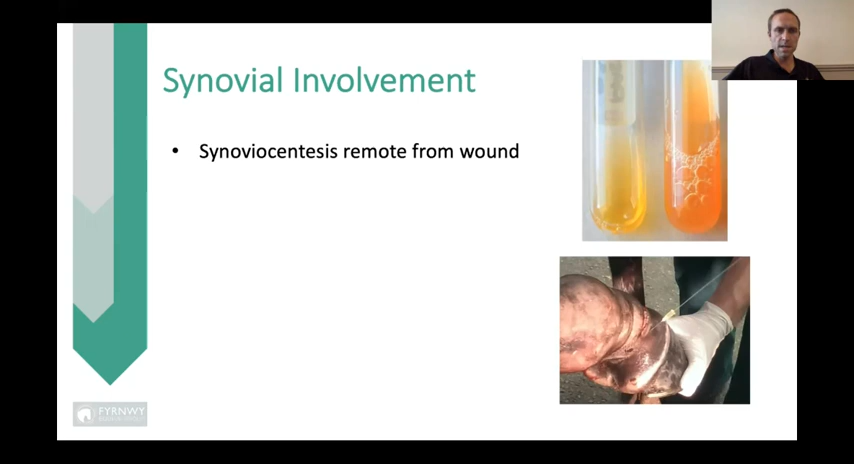 Synovial Involvement
• Synoviocentesis remote from wound
FYRNWY